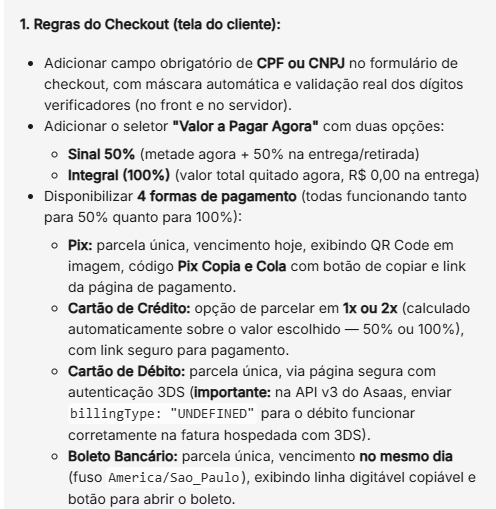 1. Regras do Checkout (tela do cliente):
• Adicionar campo obrigatório de CPF ou CNPJ no formulário de
checkout, com máscara automática e validação real dos dígitos
verificadores (no front e no servidor).
• Adicionar o seletor "Valor a Pagar Agora" com duas opções:
◦ Sinal 50% (metade agora + 50% na entrega/retirada)
◦ Integral (100%) (valor total quitado agora, R$ 0,00 na entrega)
• Disponibilizar 4 formas de pagamento (todas funcionando tanto
para 50% quanto para 100%):
◦ Pix: parcela única, vencimento hoje, exibindo QR Code em
imagem, código Pix Copia e Cola com botão de copiar e link
da página de pagamento.
◦ Cartão de Crédito: opção de parcelar em 1x ou 2x (calculado
automaticamente sobre o valor escolhido — 50% ou 100%),
com link seguro para pagamento.
◦ Cartão de Débito: parcela única, via página segura com
autenticação 3DS (importante: na API v3 do Asaas, enviar
billingType: "UNDEFINED" para o débito funcionar
corretamente na fatura hospedada com 3DS).
◦ Boleto Bancário: parcela única, vencimento no mesmo dia
(fuso America/Sao_Paulo), exibindo linha digitável copiável e
botão para abrir o boleto.